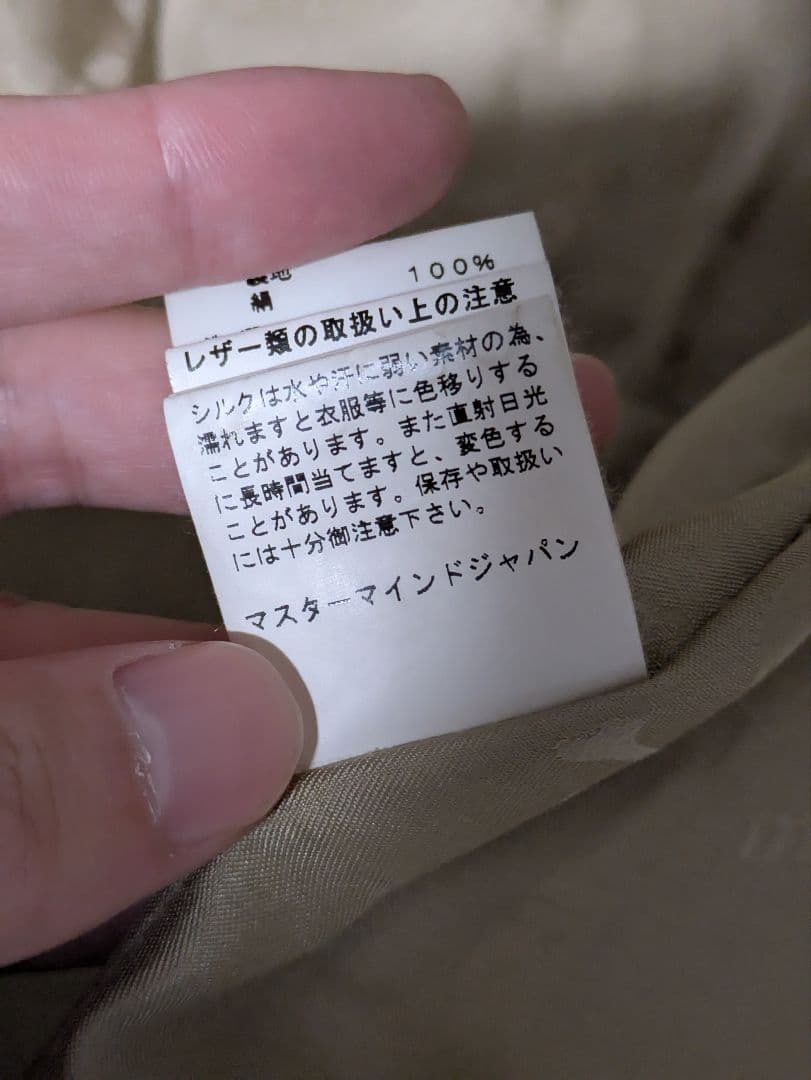 裏地
絹 100%
レザー類の取扱い上の注意
シルクは水や汗に弱い素材の為、
濡れますと衣服等に色移りする
ことがあります。また直射日光
に長時間当てますと、変色する
ことがあります。保存や取扱い
には十分御注意下さい。
マスターマインドジャパン